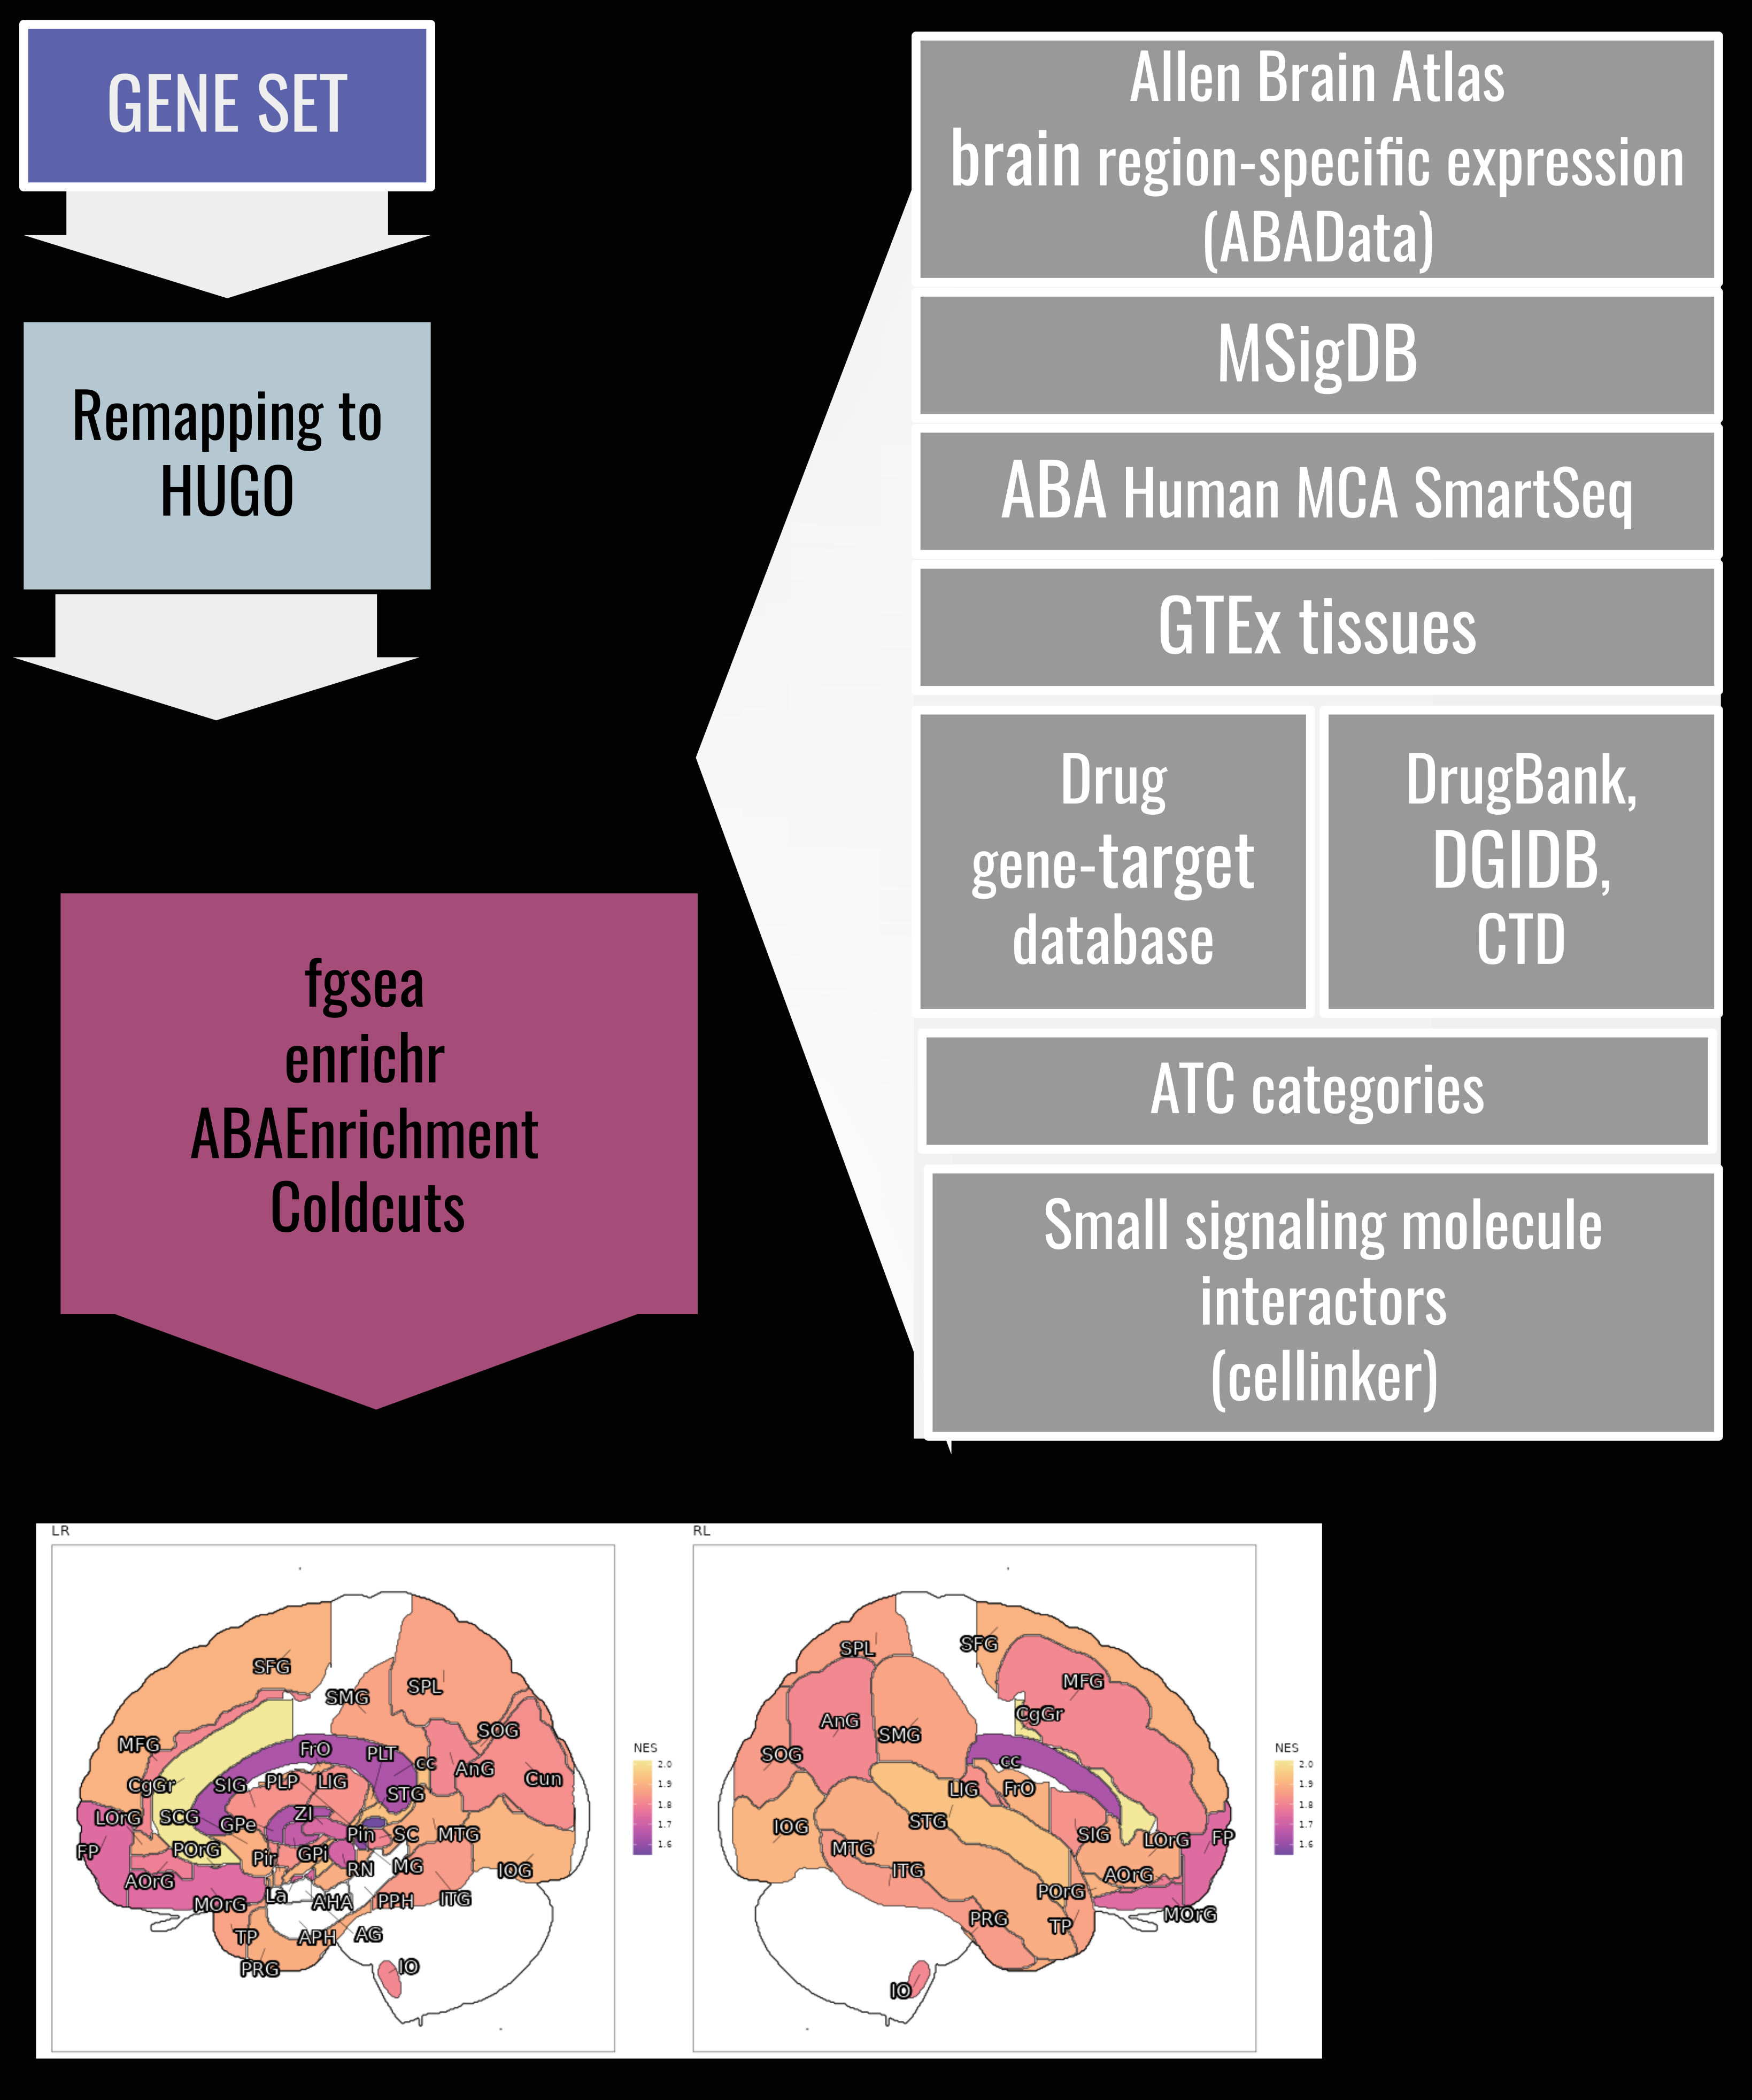 GENE SET
Remapping to
HUGO
fgsea
enrichr
ABAEnrichment
Coldcuts
Allen Brain Atlas
brain region-specific expression
(ABAData)
MSigDB
ABA Human MCA SmartSeq
GTEx tissues
Drug
gene-target
database
DrugBank,
DGIDB,
CTD
ATC categories
Small signaling molecule
interactors
(cellinker)
LR
SFG
SMG
SPL
SOG
MFG
FrO
PLT
cc
AnG
Cun
CgGr
SIG
PLP
LIG
STG
LOrG
SCG
GPe
ZI
Pin
SC
MTG
FP
POrG
Pir
GPi
RN
MG
IOG
AOrG
MOrG
La
AHA
PPH
ITG
TP
APH
AG
PRG
IO
NES
2.0
1.9
1.8
1.7
1.6
RL
SPL
SFG
MFG
AnG
SMG
CgGr
SOG
cc
LIG
FrO
IOG
STG
SIG
LOrG
FP
MTG
ITG
AOrG
POrG
MOrG
PRG
TP
IO
NES
2.0
1.9
1.8
1.7
1.6